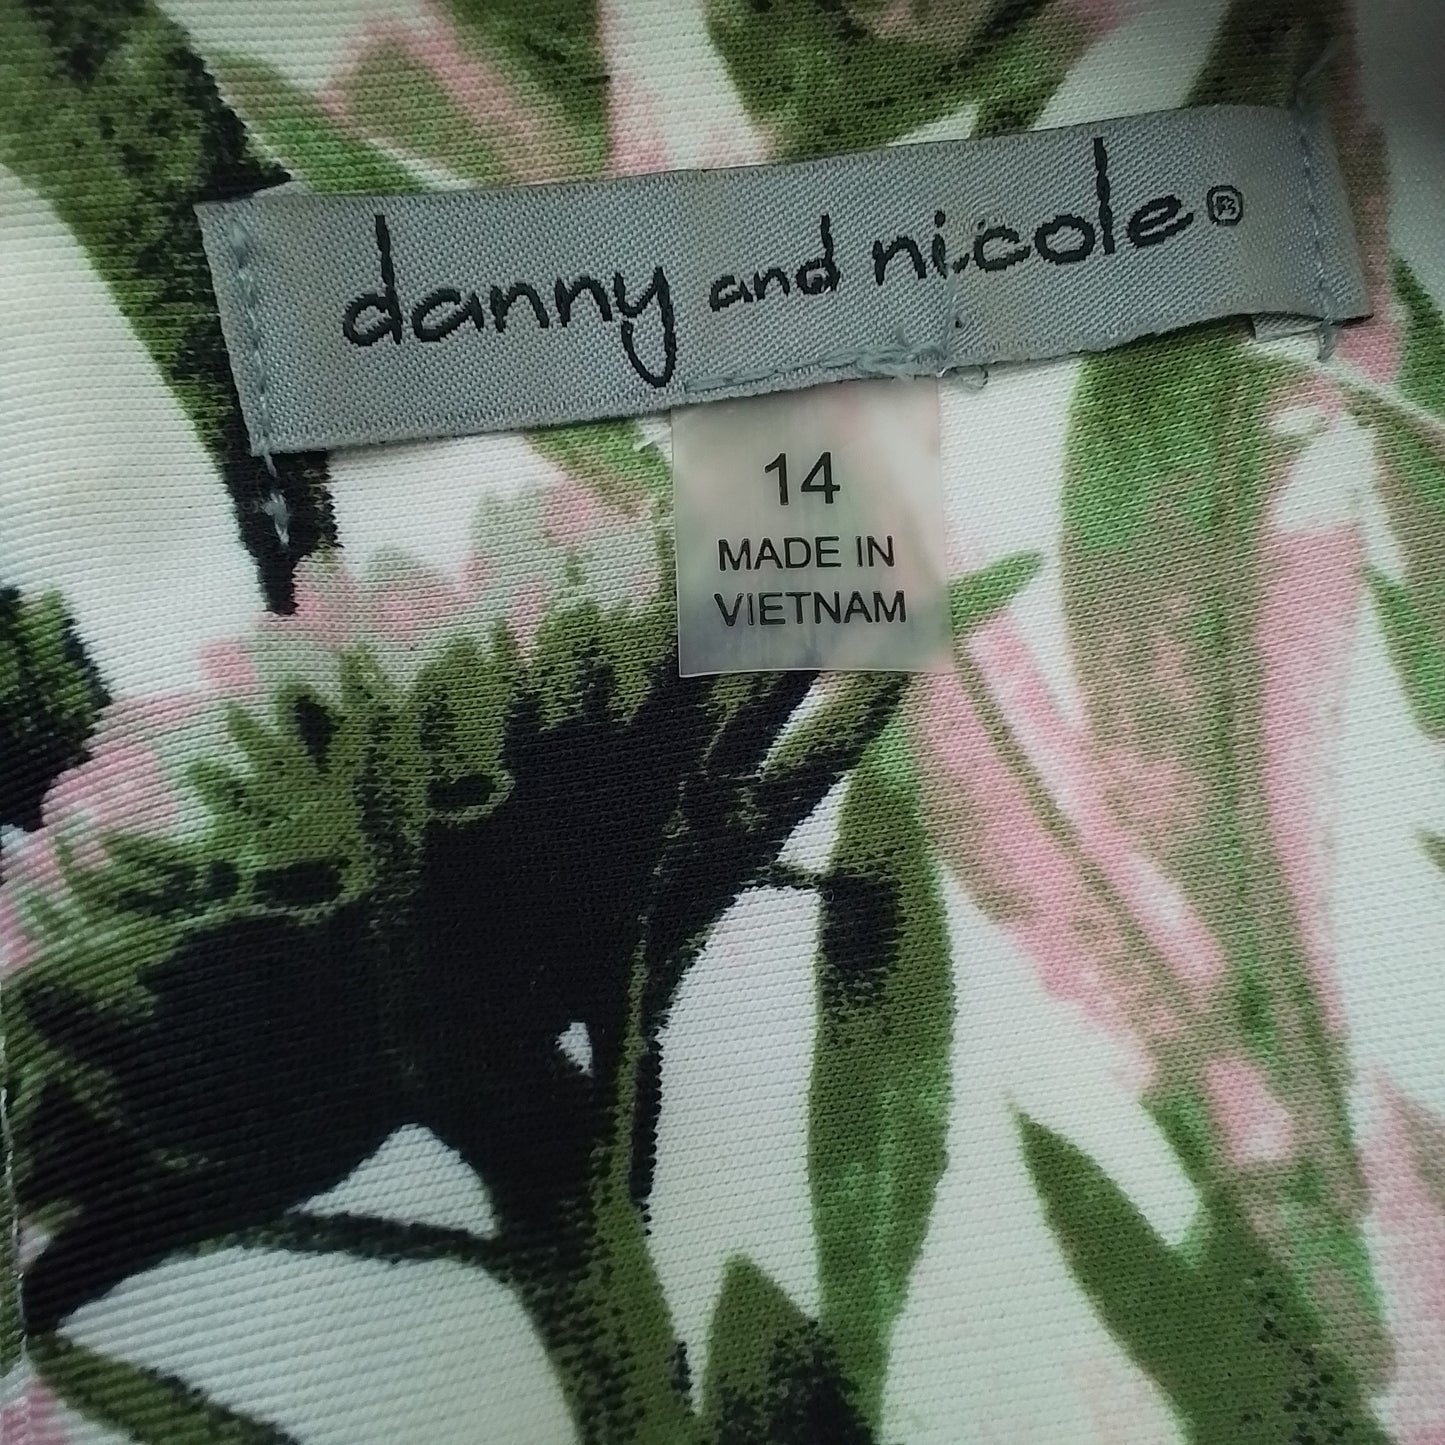 danny and nicole®
14
MADE IN
VIETNAM